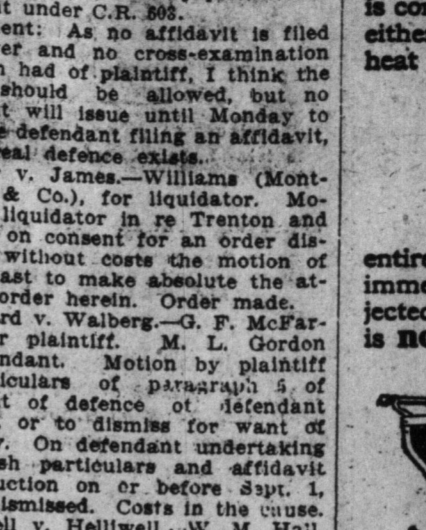 t under C.R. 603.
ent: As no affidavit is filed
er and no cross-examination
n had of plaintiff, I think the
should be allowed, but no
t will issue until Monday to
e defendant filing an affidavit,
eal defence exists.
v. James.—Williams (Mont-
& Co.), for liquidator. Mo-
liquidator in re Trenton and
on consent for an order dis-
without costs the motion of
ast to make absolute the at-
order herein. Order made.
rd v. Walberg.—G. F. McFar-
r plaintiff. M. L. Gordon
ndant. Motion by plaintiff
iculars of paragraph 5 of
t of defence of defendant
or to dismiss for want of
. On defendant undertaking
sh particulars and affidavit
uction on or before Sept. 1,
ismissed. Costs in the cause.
ell v. Helliwell.—W. M. Hall
is con
either
heat
entire
imme
jected
is no